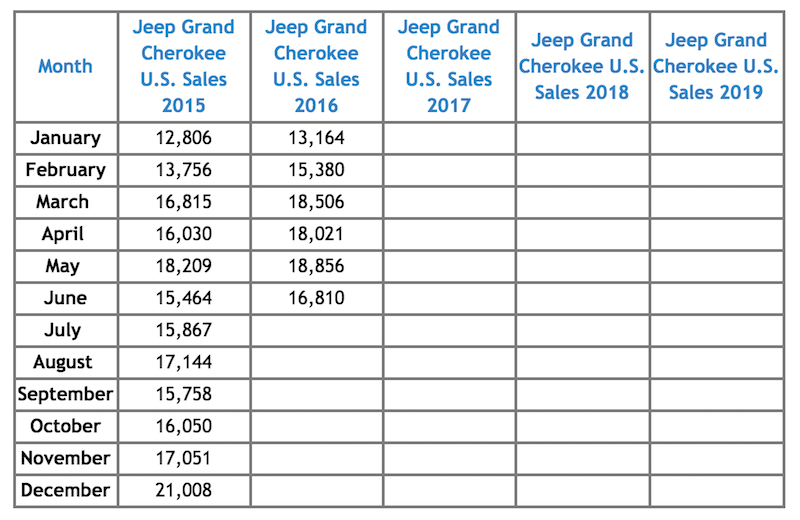 Month
Jeep Grand
Cherokee
U.S. Sales
2015
Jeep Grand
Cherokee
U.S. Sales
2016
Jeep Grand
Cherokee
U.S. Sales
2017
Jeep Grand
Cherokee U.S.
Sales 2018
Jeep Grand
Cherokee U.S.
Sales 2019
January 12,806 13,164
February 13,756 15,380
March 16,815 18,506
April 16,030 18,021
May 18,209 18,856
June 15,464 16,810
July 15,867
August 17,144
September 15,758
October 16,050
November 17,051
December 21,008